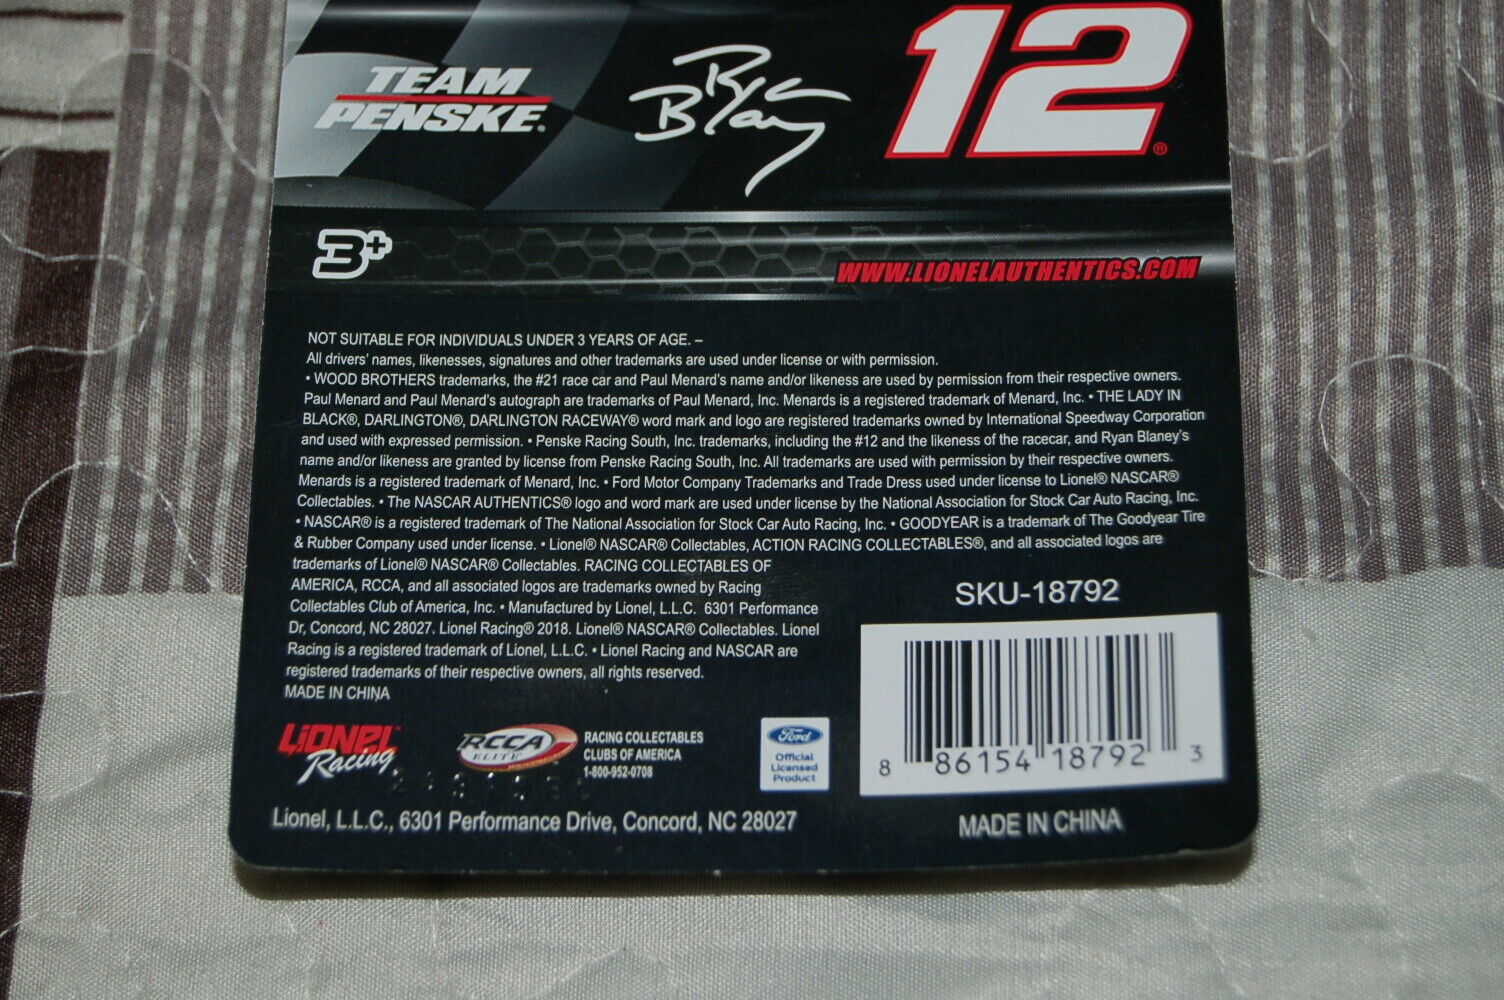 TEAM
PENSKE®
Ryan
Blaney
12®
3+
WWW.LIONELAUTHENTICS.COM
NOT SUITABLE FOR INDIVIDUALS UNDER 3 YEARS OF AGE. –
All drivers' names, likenesses, signatures and other trademarks are used under license or with permission.
• WOOD BROTHERS trademarks, the #21 race car and Paul Menard's name and/or likeness are used by permission from their respective owners.
Paul Menard and Paul Menard's autograph are trademarks of Paul Menard, Inc. Menards is a registered trademark of Menard, Inc. • THE LADY IN
BLACK®, DARLINGTON®, DARLINGTON RACEWAY® word mark and logo are registered trademarks owned by International Speedway Corporation
and used with expressed permission. • Penske Racing South, Inc. trademarks, including the #12 and the likeness of the racecar, and Ryan Blaney's
name and/or likeness are granted by license from Penske Racing South, Inc. All trademarks are used with permission by their respective owners.
Menards is a registered trademark of Menard, Inc. • Ford Motor Company Trademarks and Trade Dress used under license to Lionel® NASCAR®
Collectables. • The NASCAR AUTHENTICS® logo and word mark are used under license by the National Association for Stock Car Auto Racing, Inc.
• NASCAR® is a registered trademark of The National Association for Stock Car Auto Racing, Inc. • GOODYEAR is a trademark of The Goodyear Tire
& Rubber Company used under license. • Lionel® NASCAR® Collectables, ACTION RACING COLLECTABLES®, and all associated logos are
trademarks of Lionel® NASCAR® Collectables. RACING COLLECTABLES OF
AMERICA, RCCA, and all associated logos are trademarks owned by Racing
Collectables Club of America, Inc. • Manufactured by Lionel, L.L.C. 6301 Performance
Dr, Concord, NC 28027. Lionel Racing® 2018. Lionel® NASCAR® Collectables. Lionel
Racing is a registered trademark of Lionel, L.L.C. • Lionel Racing and NASCAR are
registered trademarks of their respective owners, all rights reserved.
MADE IN CHINA
SKU-18792
8 86154 18792 3
LIONEL
Racing
RCCA
ELITE
RACING COLLECTABLES
CLUBS OF AMERICA
1-800-952-0708
Ford
Official
Licensed
Product
Lionel, L.L.C., 6301 Performance Drive, Concord, NC 28027
MADE IN CHINA